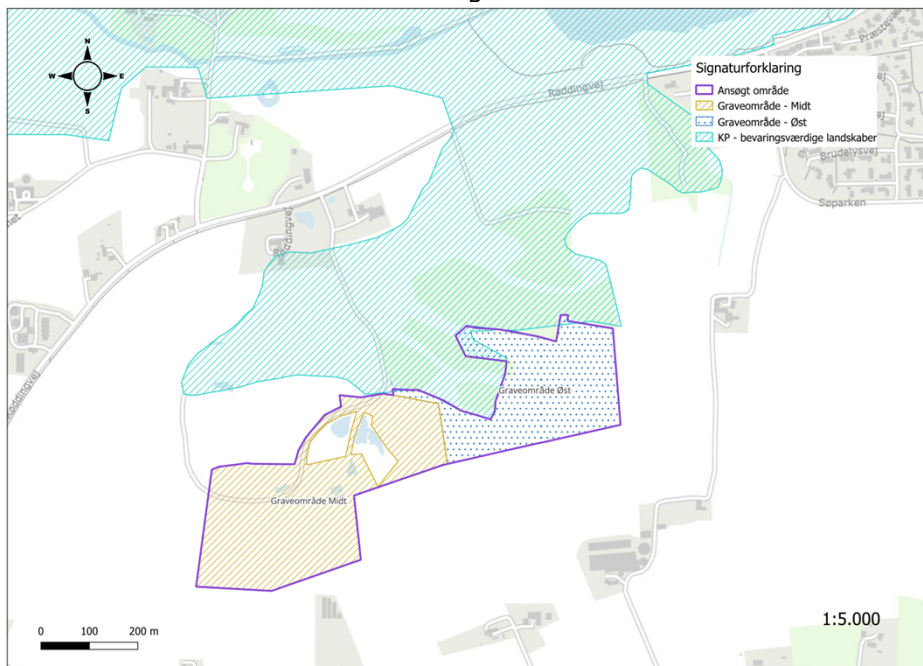 N
W E
S
Præstevæ
Røddingvej
Signaturforklaring
Ansøgt område
Graveområde - Midt
Graveområde - Øst
KP - bevaringsværdige landskaber
Brudelysvej
Søparken
Røddingvej
Røddingvej
Graveområde Øst
Graveområde Midt
0 100 200 m
1:5.000